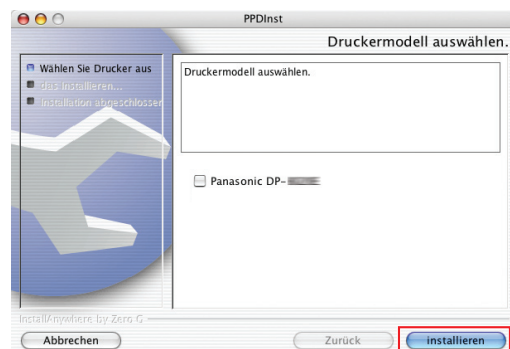 PPDInst
Druckermodell auswählen.
Wählen Sie Drucker aus
das Installieren...
Installation abgeschlossen
Druckermodell auswählen.
Panasonic DP-
InstallAnywhere by Zero G
Abbrechen
Zurück
installieren